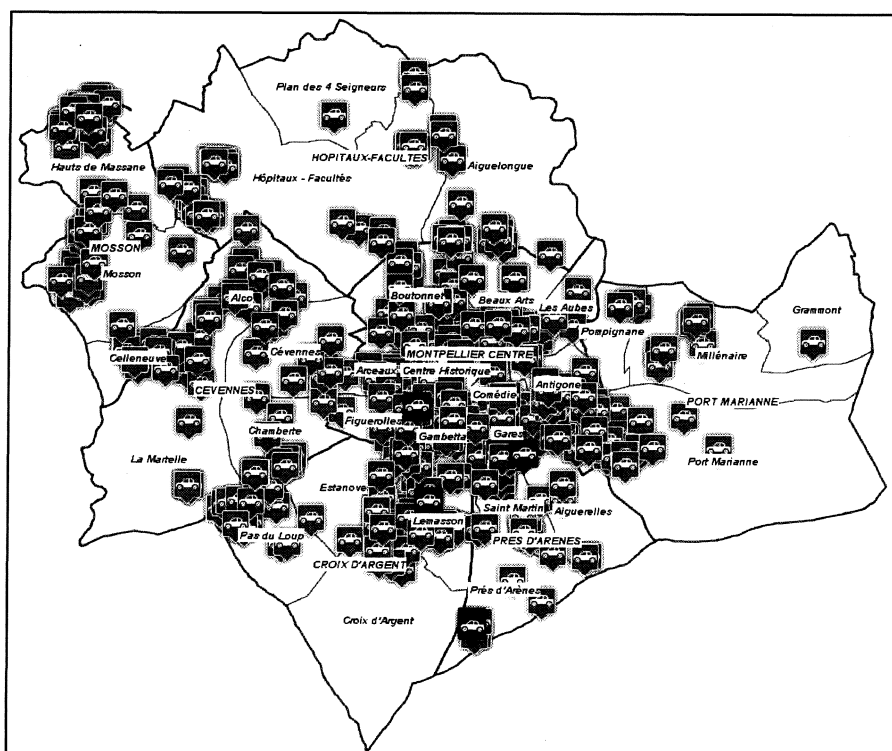 Plan des 4 Seigneurs
HOPITAUX-FACULTES
Aiguelongue
Hauts de Massane
Hôpitaux - Facultés
MOSSON
Mosson
Alco
Boutonnet
Beaux Arts
Les Aubes
Pompignane
Grammont
Celleneuve
Cévennes
MONTPELLIER CENTRE
Millénaire
CEVENNES
Arceaux
Centre Historique
Comédie
Antigone
PORT MARIANNE
Chamberte
Figuerolles
Gambetta
Gares
La Martelle
Port Marianne
Estanove
Saint Martin
Aiguerelles
Pas du Loup
Lemasson
PRES D'ARENES
CROIX D'ARGENT
Prés d'Arènes
Croix d'Argent